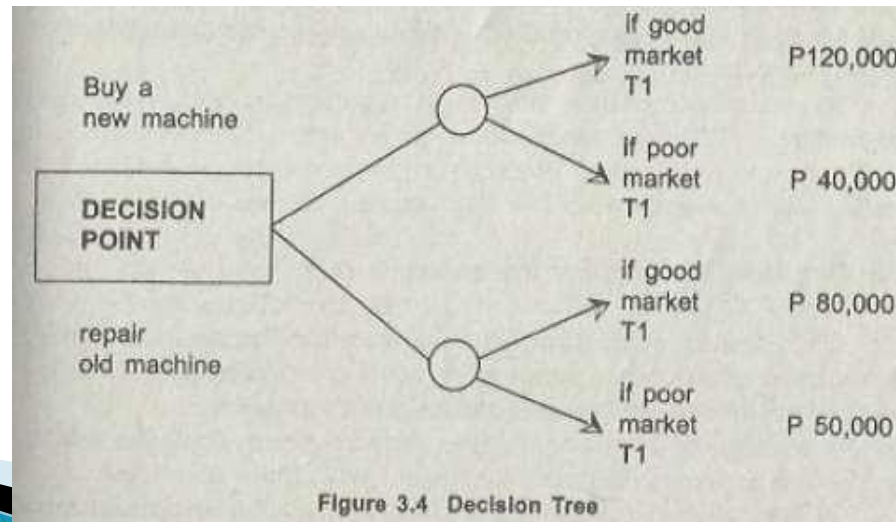 Buy a
new machine
DECISION
POINT
repair
old machine
if good
market
T1
P120,000
if poor
market
T1
P 40,000
if good
market
T1
P 80,000
if poor
market
T1
P 50,000
Figure 3.4 Decision Tree